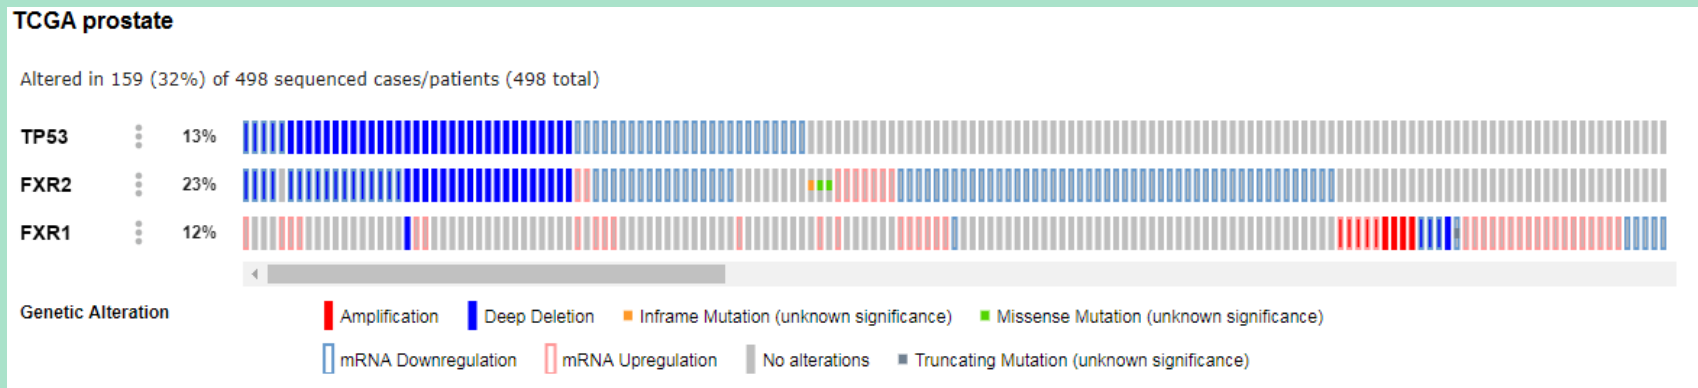 TCGA prostate
Altered in 159 (32%) of 498 sequenced cases/patients (498 total)
TP53 13%
FXR2 23%
FXR1 12%
Genetic Alteration Amplification Deep Deletion Inframe Mutation (unknown significance) Missense Mutation (unknown significance)
mRNA Downregulation mRNA Upregulation No alterations Truncating Mutation (unknown significance)